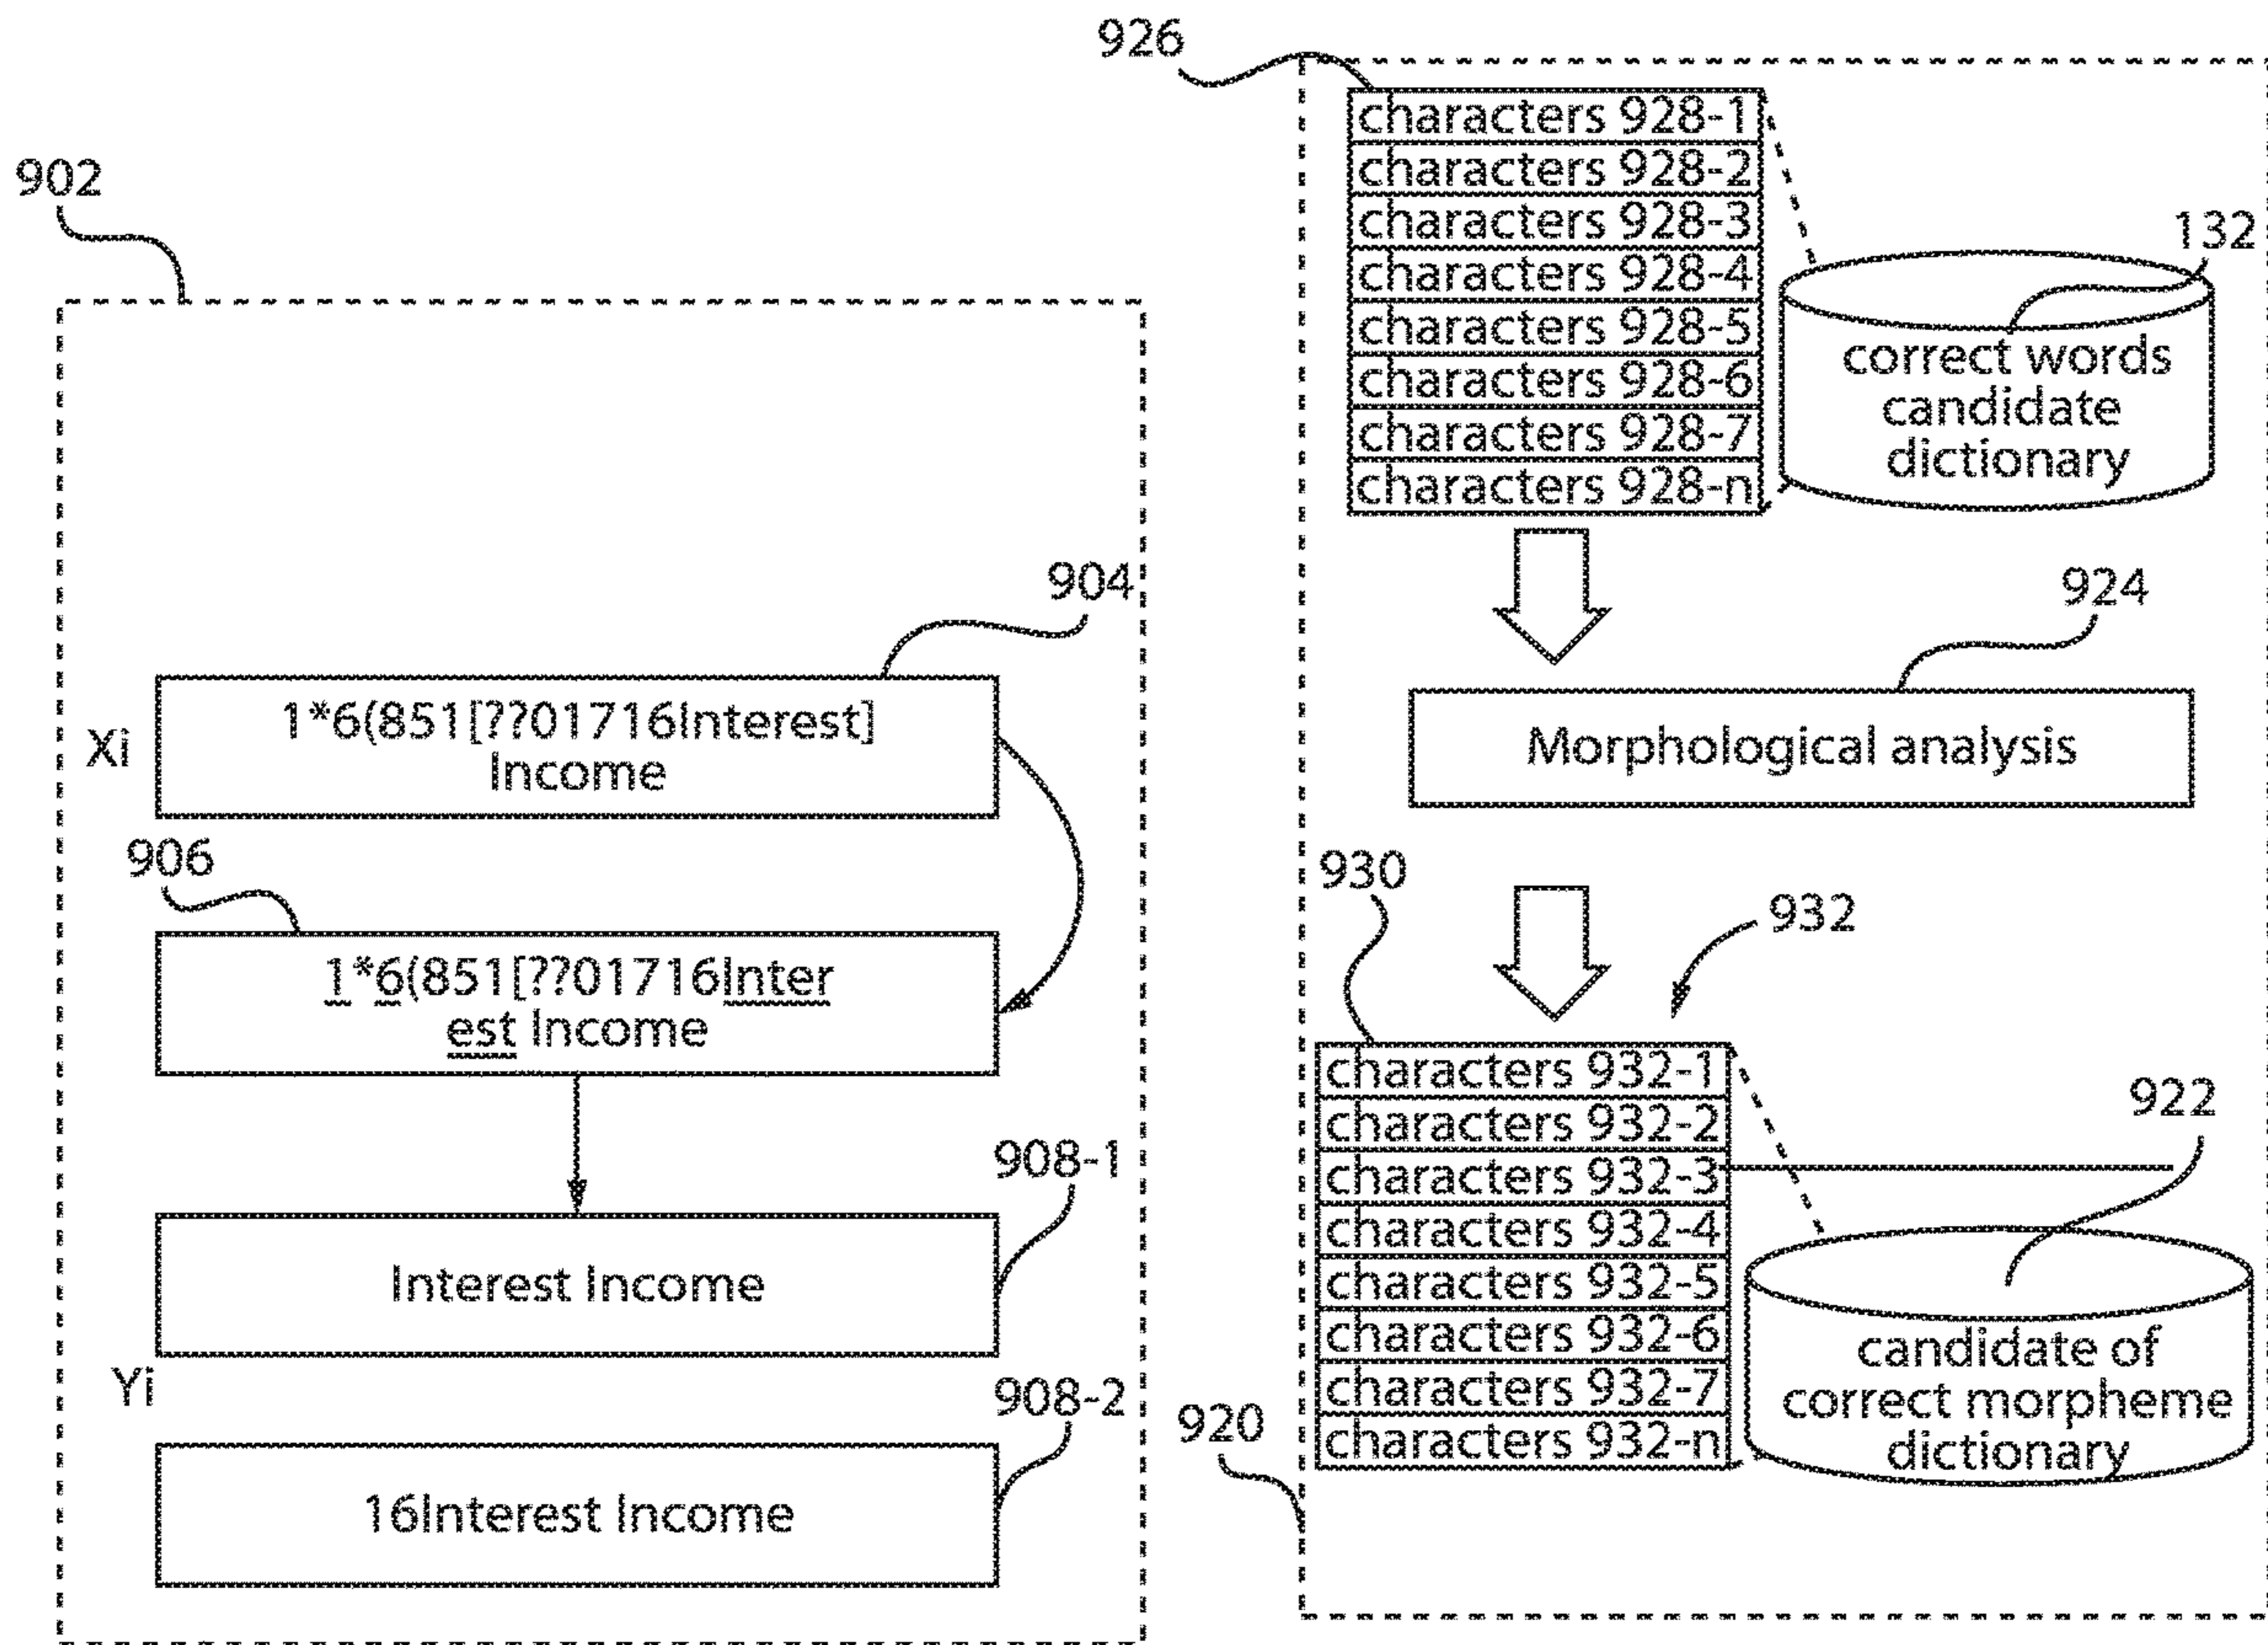 902
904
Xi
1*6(851[??01716Interest]
Income
906
1*6(851[??01716Inter
est Income
908-1
Interest Income
Yi
908-2
16Interest Income
926
characters 928-1
characters 928-2
characters 928-3
characters 928-4
characters 928-5
characters 928-6
characters 928-7
characters 928-n
132
correct words
candidate
dictionary
924
Morphological analysis
930
932
characters 932-1
characters 932-2
characters 932-3
characters 932-4
characters 932-5
characters 932-6
characters 932-7
characters 932-n
922
candidate of
correct morpheme
dictionary
920